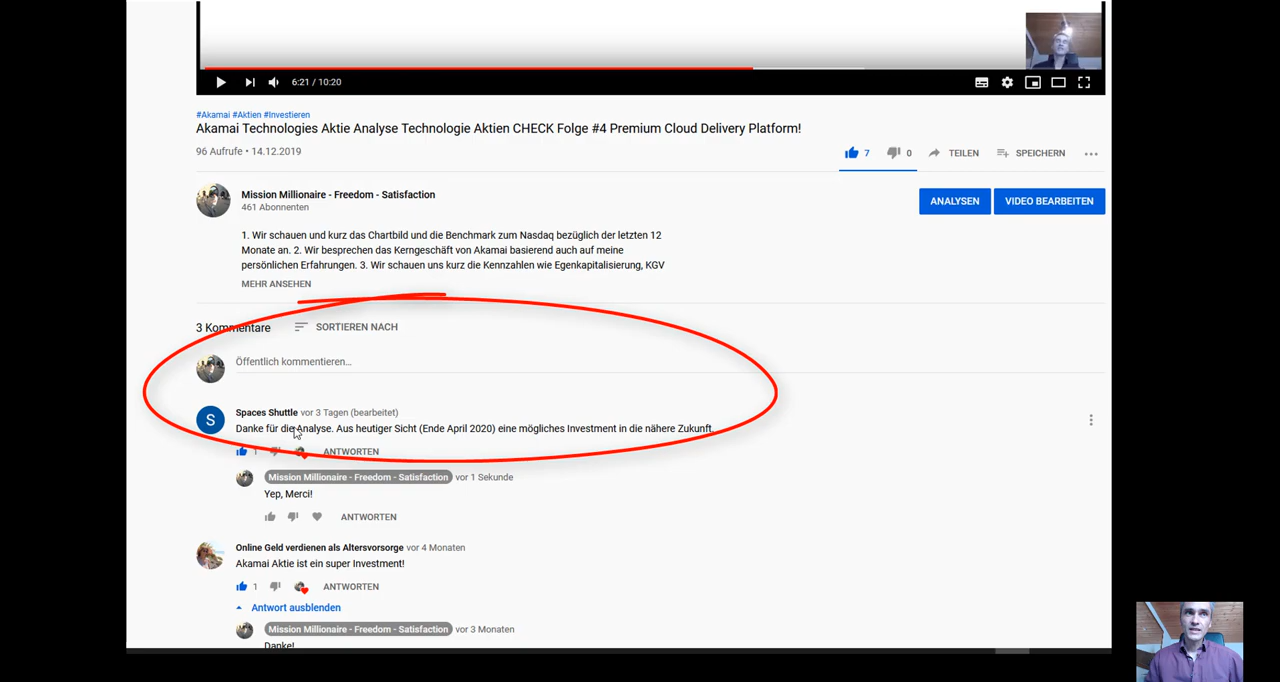 6:21 / 10:20
#Akamai #Aktien #Investieren
Akamai Technologies Aktie Analyse Technologie Aktien CHECK Folge #4 Premium Cloud Delivery Platform!
96 Aufrufe • 14.12.2019
7
0
TEILEN
SPEICHERN
Mission Millionaire - Freedom - Satisfaction
461 Abonnenten
ANALYSEN
VIDEO BEARBEITEN
1. Wir schauen und kurz das Chartbild und die Benchmark zum Nasdaq bezüglich der letzten 12
Monate an. 2. Wir besprechen das Kerngeschäft von Akamai basierend auch auf meine
persönlichen Erfahrungen. 3. Wir schauen uns kurz die Kennzahlen wie Egenkapitalisierung, KGV
MEHR ANSEHEN
3 Kommentare
SORTIEREN NACH
Öffentlich kommentieren...
S
Spaces Shuttle vor 3 Tagen (bearbeitet)
Danke für die Analyse. Aus heutiger Sicht (Ende April 2020) eine mögliches Investment in die nähere Zukunft.
1
ANTWORTEN
Mission Millionaire - Freedom - Satisfaction vor 1 Sekunde
Yep, Merci!
ANTWORTEN
Online Geld verdienen als Altersvorsorge vor 4 Monaten
Akamai Aktie ist ein super Investment!
1
ANTWORTEN
Antwort ausblenden
Mission Millionaire - Freedom - Satisfaction vor 3 Monaten
Danke!